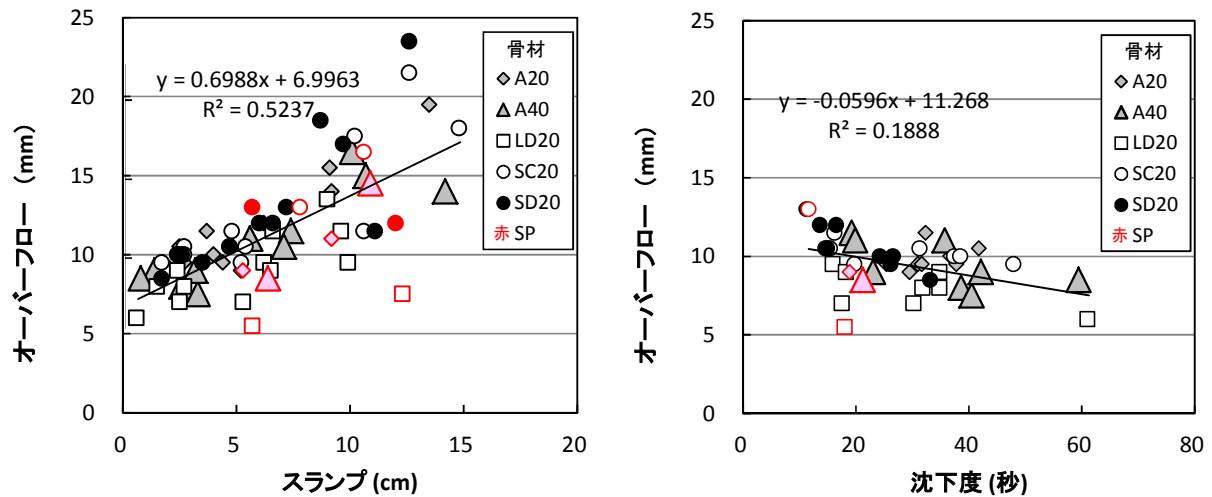 25
20
15
10
5
0
オーバーフロー (mm)
y = 0.6988x + 6.9963
R² = 0.5237
骨材
A20
A40
LD20
SC20
SD20
赤 SP
0 5 10 15 20
スランプ (cm)
25
20
15
10
5
0
オーバーフロー (mm)
y = -0.0596x + 11.268
R² = 0.1888
骨材
A20
A40
LD20
SC20
SD20
赤 SP
0 20 40 60 80
沈下度 (秒)